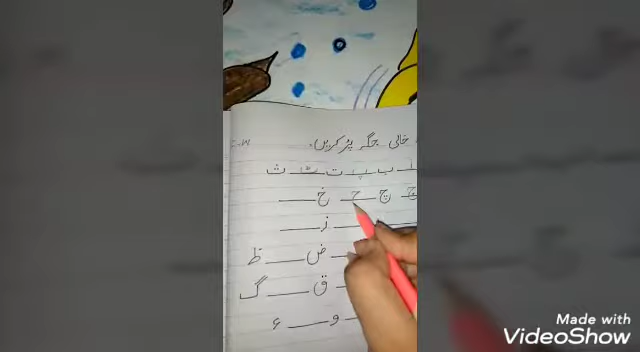 خالی جگہ پُر کریں۔
ا ب پ ت ٹ ث
ج چ ح خ
ز
ض ظ
ق گ
و ء
Made with
VideoShow